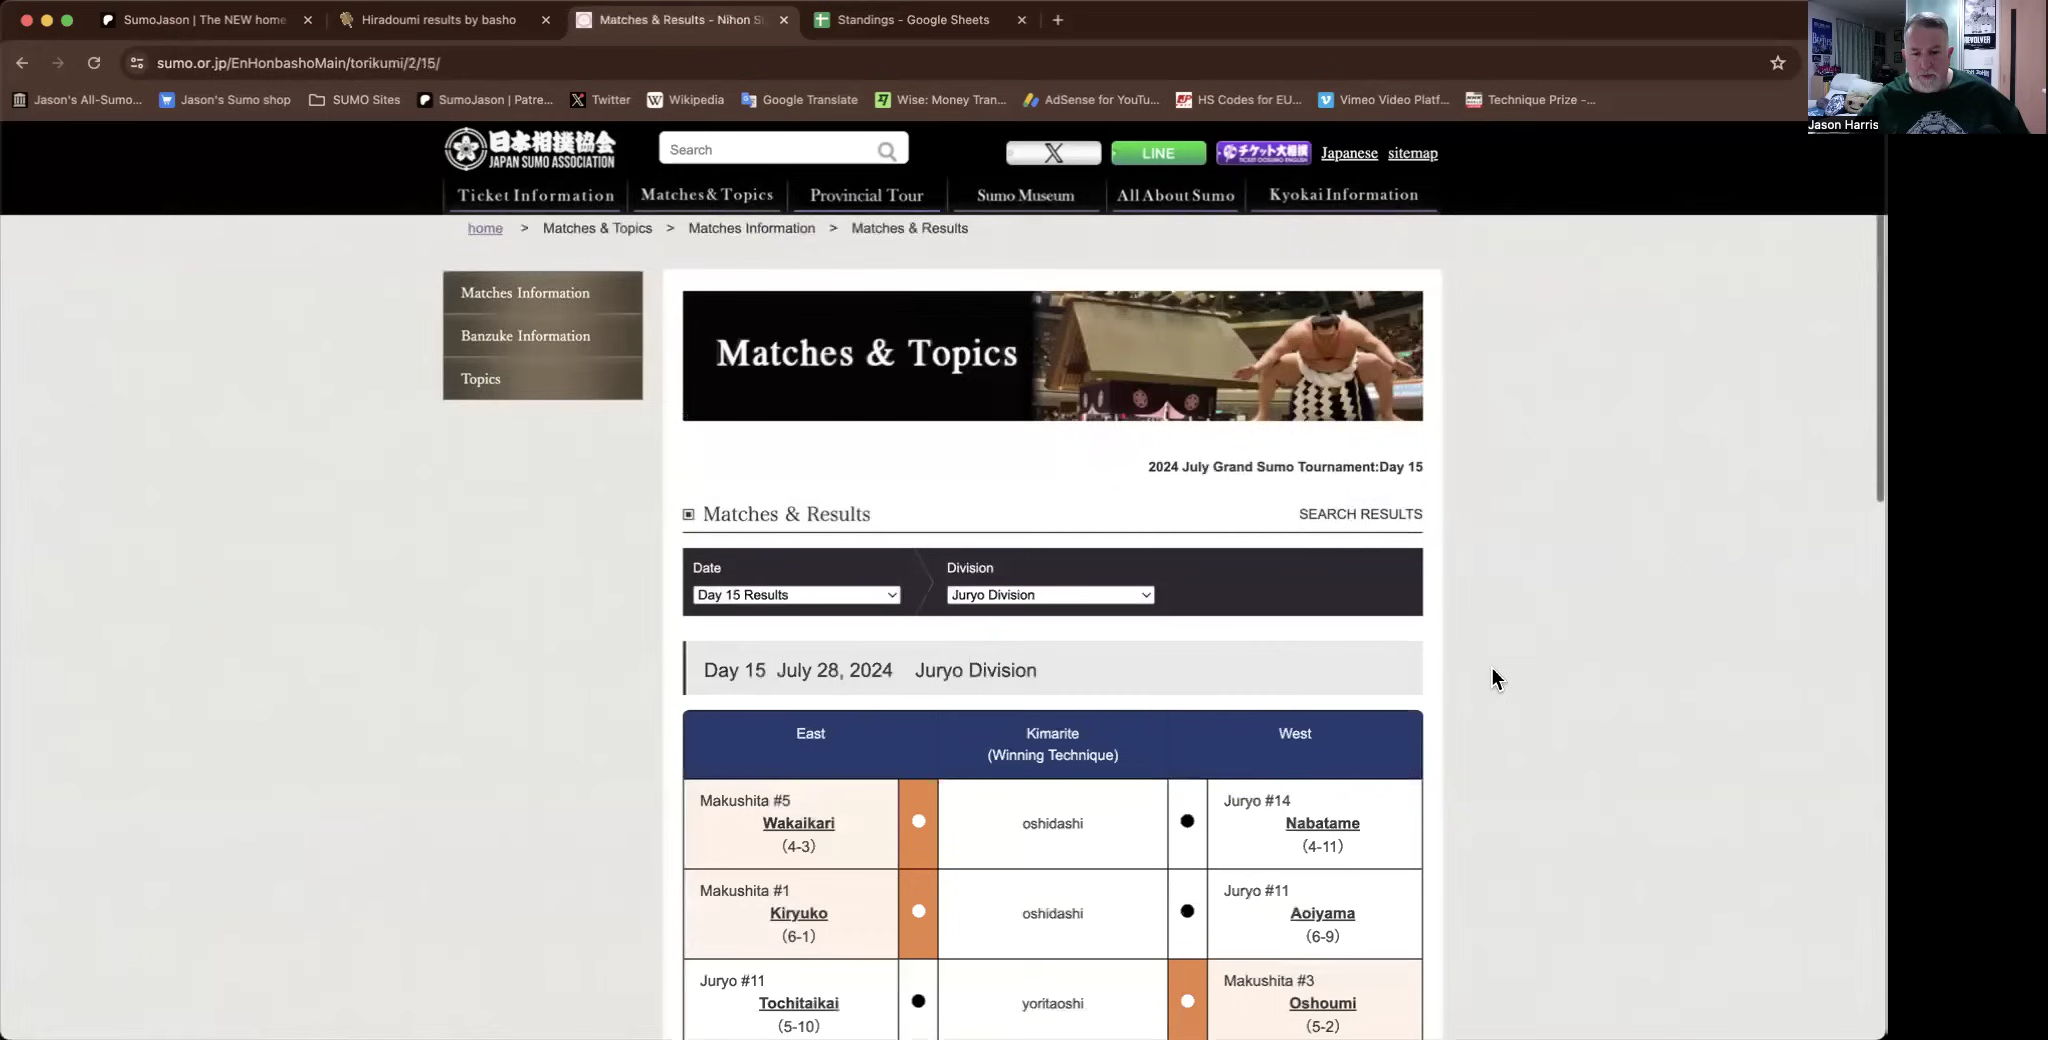 SumoJason | The NEW home
Hiradoumi results by basho
Matches & Results - Nihon S
Standings - Google Sheets
sumo.or.jp/EnHonbashoMain/torikumi/2/15/
Jason's All-Sumo...
Jason's Sumo shop
SUMO Sites
SumoJason | Patre...
Twitter
Wikipedia
Google Translate
Wise: Money Tran...
AdSense for YouTu...
HS Codes for EU...
Vimeo Video Platf...
Technique Prize -...
Jason Harris
日本相撲協会
JAPAN SUMO ASSOCIATION
Search
X
LINE
チケット大相撲
TICKET OOSUMO ENGLISH
Japanese
sitemap
Ticket Information
Matches & Topics
Provincial Tour
Sumo Museum
All About Sumo
Kyokai Information
home > Matches & Topics > Matches Information > Matches & Results
Matches Information
Banzuke Information
Topics
Matches & Topics
2024 July Grand Sumo Tournament:Day 15
Matches & Results
SEARCH RESULTS
Date
Division
Day 15 Results
Juryo Division
Day 15 July 28, 2024 Juryo Division
East
Kimarite
(Winning Technique)
West
Makushita #5
Wakaikari
(4-3)
oshidashi
Juryo #14
Nabatame
(4-11)
Makushita #1
Kiryuko
(6-1)
oshidashi
Juryo #11
Aoiyama
(6-9)
Juryo #11
Tochitaikai
(5-10)
yoritaoshi
Makushita #3
Oshoumi
(5-2)